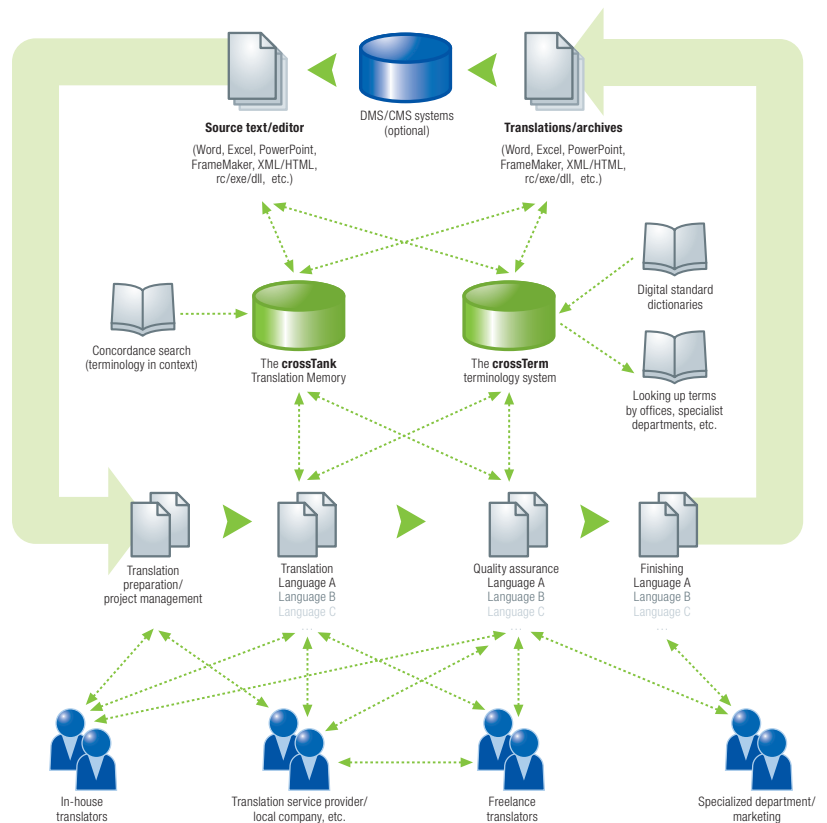 DMS/CMS systems
(optional)
Source text/editor
(Word, Excel, PowerPoint,
FrameMaker, XML/HTML,
rc/exe/dll, etc.)
Translations/archives
(Word, Excel, PowerPoint,
FrameMaker, XML/HTML,
rc/exe/dll, etc.)
Digital standard
dictionaries
Concordance search
(terminology in context)
The crossTank
Translation Memory
The crossTerm
terminology system
Looking up terms
by offices, specialist
departments, etc.
Translation
preparation/
project management
Translation
Language A
Language B
Language C
...
Quality assurance
Language A
Language B
Language C
...
Finishing
Language A
Language B
Language C
...
In-house
translators
Translation service provider/
local company, etc.
Freelance
translators
Specialized department/
marketing